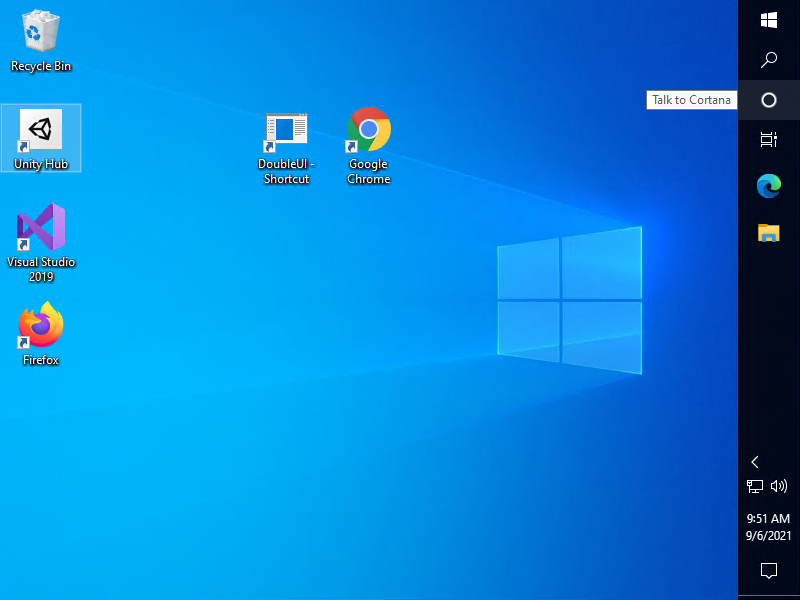 Recycle Bin
Unity Hub
Visual Studio
2019
Firefox
DoubleUI -
Shortcut
Google
Chrome
Talk to Cortana
9:51 AM
9/6/2021